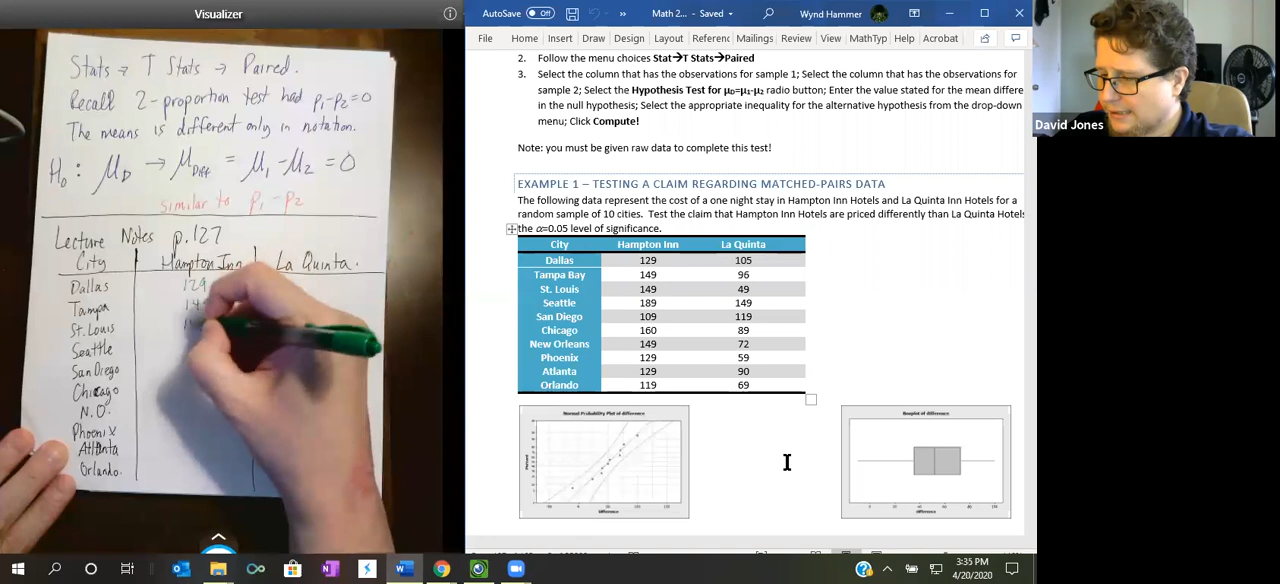 Visualizer
Stats → T Stats → Paired.
Recall 2-proportion test had p₁-p₂=0
The means is different only in notation.
H₀: μD → μDIFF = μ₁ - μ₂ = 0
Similar to p₁ - p₂
Lecture Notes p.127
City Hampton Inn La Quinta.
Dallas 129
Tampa
St. Louis
Seattle
San Diego
Chicago
N.O.
Phoenix
Atlanta
Orlando.
AutoSave Off Math 2... - Saved Wynd Hammer
File Home Insert Draw Design Layout Referenc Mailings Review View MathTyp Help Acrobat
2. Follow the menu choices Stat→T Stats→Paired
3. Select the column that has the observations for sample 1; Select the column that has the observations for
sample 2; Select the Hypothesis Test for μD=μ1-μ2 radio button; Enter the value stated for the mean differe
in the null hypothesis; Select the appropriate inequality for the alternative hypothesis from the drop-down
menu; Click Compute!
Note: you must be given raw data to complete this test!
EXAMPLE 1 – TESTING A CLAIM REGARDING MATCHED-PAIRS DATA
The following data represent the cost of a one night stay in Hampton Inn Hotels and La Quinta Inn Hotels for a
random sample of 10 cities. Test the claim that Hampton Inn Hotels are priced differently than La Quinta Hotels
the α=0.05 level of significance.
City Hampton Inn La Quinta
Dallas 129 105
Tampa Bay 149 96
St. Louis 149 49
Seattle 189 149
San Diego 109 119
Chicago 160 89
New Orleans 149 72
Phoenix 129 59
Atlanta 129 90
Orlando 119 69
Normal Probability Plot of difference
Difference
Boxplot of difference
Difference
David Jones
3:35 PM
4/20/2020